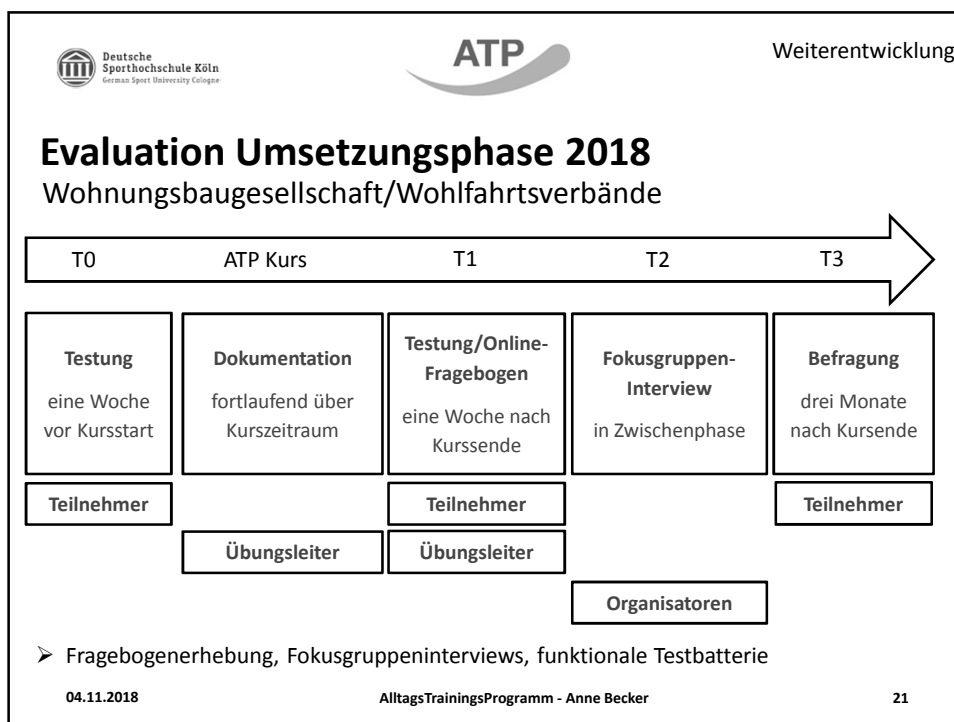 Deutsche
Sporthochschule Köln
German Sport University Cologne
ATP
Weiterentwicklung
Evaluation Umsetzungsphase 2018
Wohnungsbaugesellschaft/Wohlfahrtsverbände
T0 ATP Kurs T1 T2 T3
Testung
eine Woche
vor Kursstart
Dokumentation
fortlaufend über
Kurszeitraum
Testung/Online-
Fragebogen
eine Woche nach
Kurssende
Fokusgruppen-
Interview
in Zwischenphase
Befragung
drei Monate
nach Kursende
Teilnehmer Teilnehmer Teilnehmer
Übungsleiter Übungsleiter
Organisatoren
➢ Fragebogenerhebung, Fokusgruppeninterviews, funktionale Testbatterie
04.11.2018 AlltagsTrainingsProgramm - Anne Becker 21